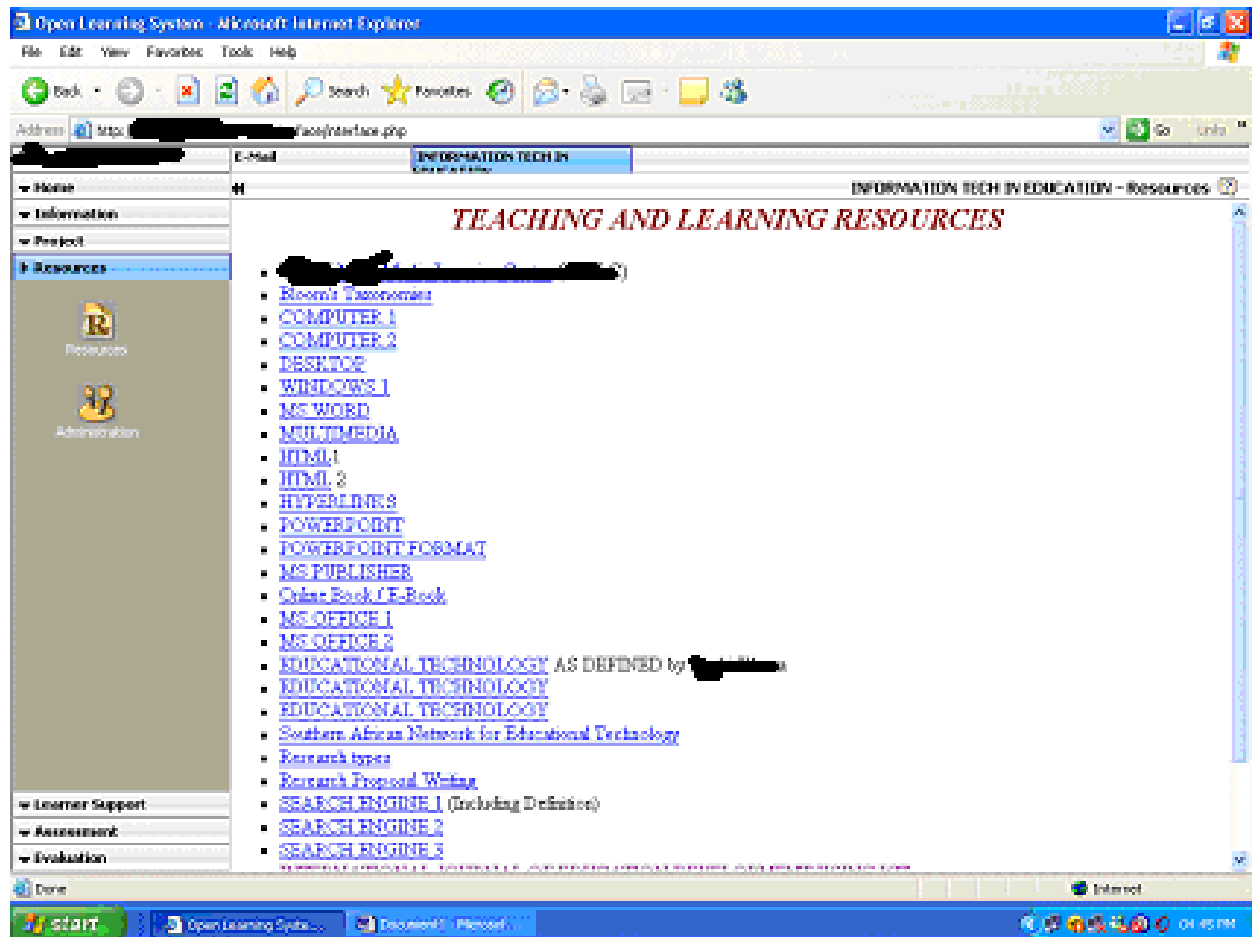 Open Learning System - Microsoft Internet Explorer
File Edit View Favorites Tools Help
Back Search Favorites
Address http: face/interface.php Go Links
E-Mail INFORMATION TECH IN
Home
INFORMATION TECH IN EDUCATION - Resources
Information
Project
Resources
Resources
Administration
Learner Support
Assessment
Evaluation
TEACHING AND LEARNING RESOURCES
Bloom's Taxonomies
COMPUTER 1
COMPUTER 2
DESKTOP
WINDOWS 1
MS WORD
MULTIMEDIA
HTML1
HTML 2
HYPERLINKS
POWERPOINT
POWERPOINT FORMAT
MS PUBLISHER
Online Book / E-Book
MS OFFICE 1
MS OFFICE 2
EDUCATIONAL TECHNOLOGY AS DEFINED by
EDUCATIONAL TECHNOLOGY
EDUCATIONAL TECHNOLOGY
Southern African Network for Educational Technology
Research types
Research Proposal Writing
SEARCH ENGINE 1 (Including Definition)
SEARCH ENGINE 2
SEARCH ENGINE 3
Done Internet
start Open Learning Syste... Document1 - Microsof... 04:45 PM